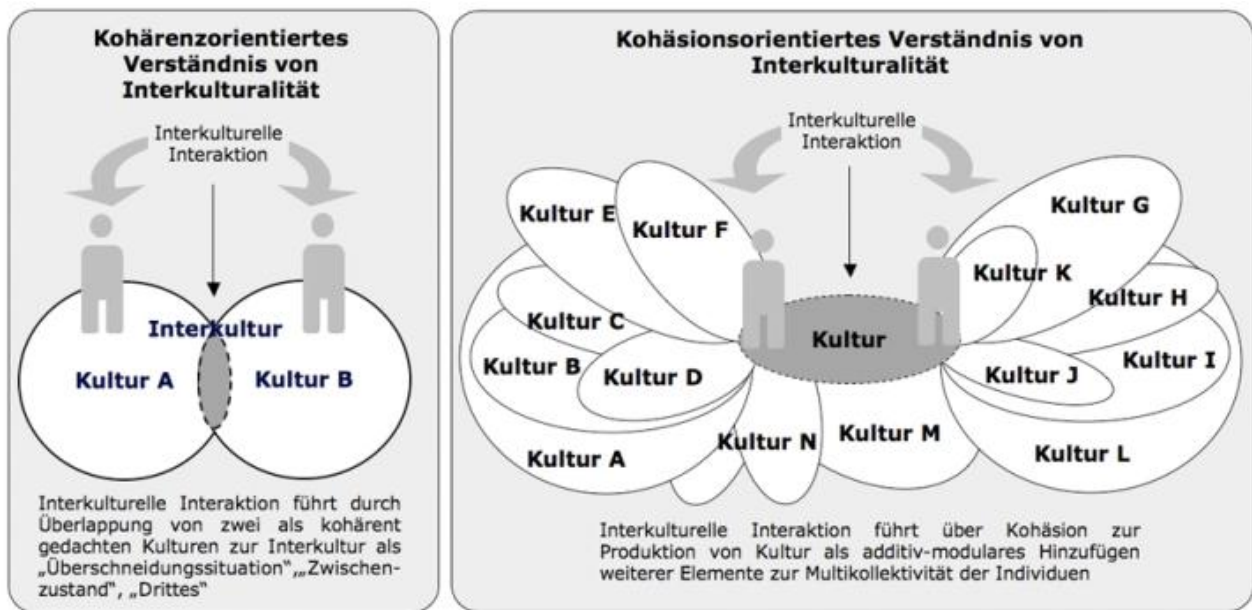 Kohärenzorientiertes
Verständnis von
Interkulturalität
Interkulturelle
Interaktion
Interkultur
Kultur A
Kultur B
Interkulturelle Interaktion führt durch
Überlappung von zwei als kohärent
gedachten Kulturen zur Interkultur als
„Überschneidungssituation“,„Zwischen-
zustand“, „Drittes“
Kohäsionsorientiertes Verständnis von
Interkulturalität
Interkulturelle
Interaktion
Kultur E
Kultur F
Kultur G
Kultur K
Kultur H
Kultur C
Kultur
Kultur B
Kultur D
Kultur J
Kultur I
Kultur N
Kultur M
Kultur A
Kultur L
Interkulturelle Interaktion führt über Kohäsion zur
Produktion von Kultur als additiv-modulares Hinzufügen
weiterer Elemente zur Multikollektivität der Individuen